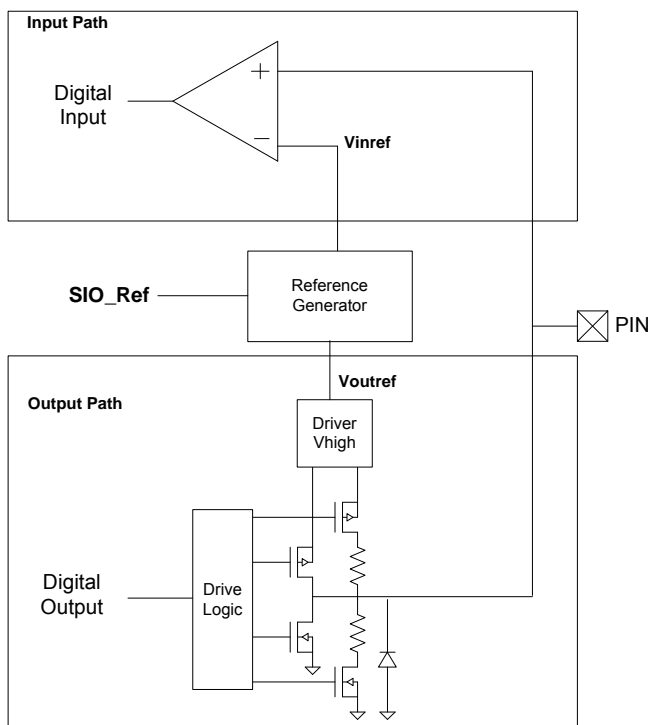 Input Path
+
Digital
Input
−
Vinref
Reference
Generator
SIO_Ref
PIN
Voutref
Output Path
Driver
Vhigh
Digital
Output
Drive
Logic